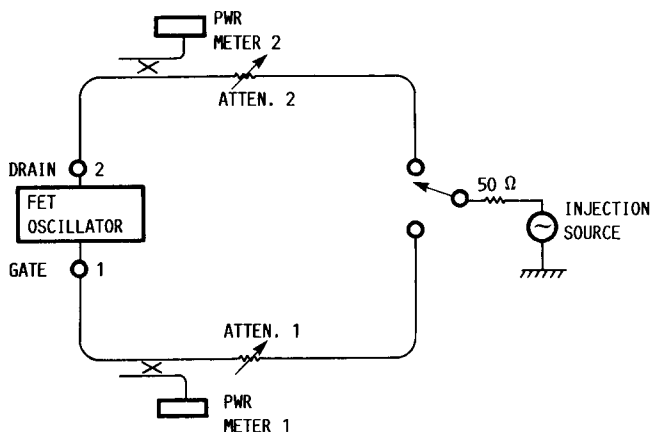 PWR
METER 2
ATTEN. 2
DRAIN 2
FET
OSCILLATOR
GATE 1
50 Ω
INJECTION
SOURCE
ATTEN. 1
PWR
METER 1